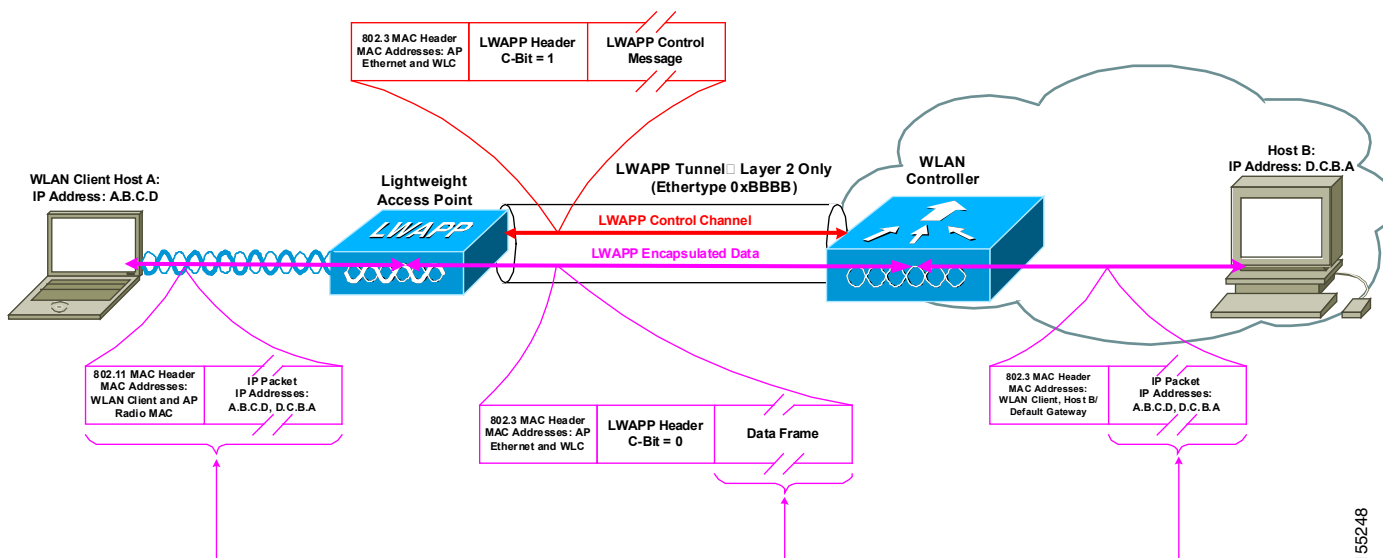 802.3 MAC Header
MAC Addresses: AP
Ethernet and WLC
LWAPP Header
C-Bit = 1
LWAPP Control
Message
WLAN Client Host A:
IP Address: A.B.C.D
Lightweight
Access Point
LWAPP Tunnel□ Layer 2 Only
(Ethertype 0xBBBB)
WLAN
Controller
Host B:
IP Address: D.C.B.A
LWAPP
LWAPP Control Channel
LWAPP Encapsulated Data
802.11 MAC Header
MAC Addresses:
WLAN Client and AP
Radio MAC
IP Packet
IP Addresses:
A.B.C.D, D.C.B.A
802.3 MAC Header
MAC Addresses: AP
Ethernet and WLC
LWAPP Header
C-Bit = 0
Data Frame
802.3 MAC Header
MAC Addresses:
WLAN Client, Host B/
Default Gateway
IP Packet
IP Addresses:
A.B.C.D, D.C.B.A
55248